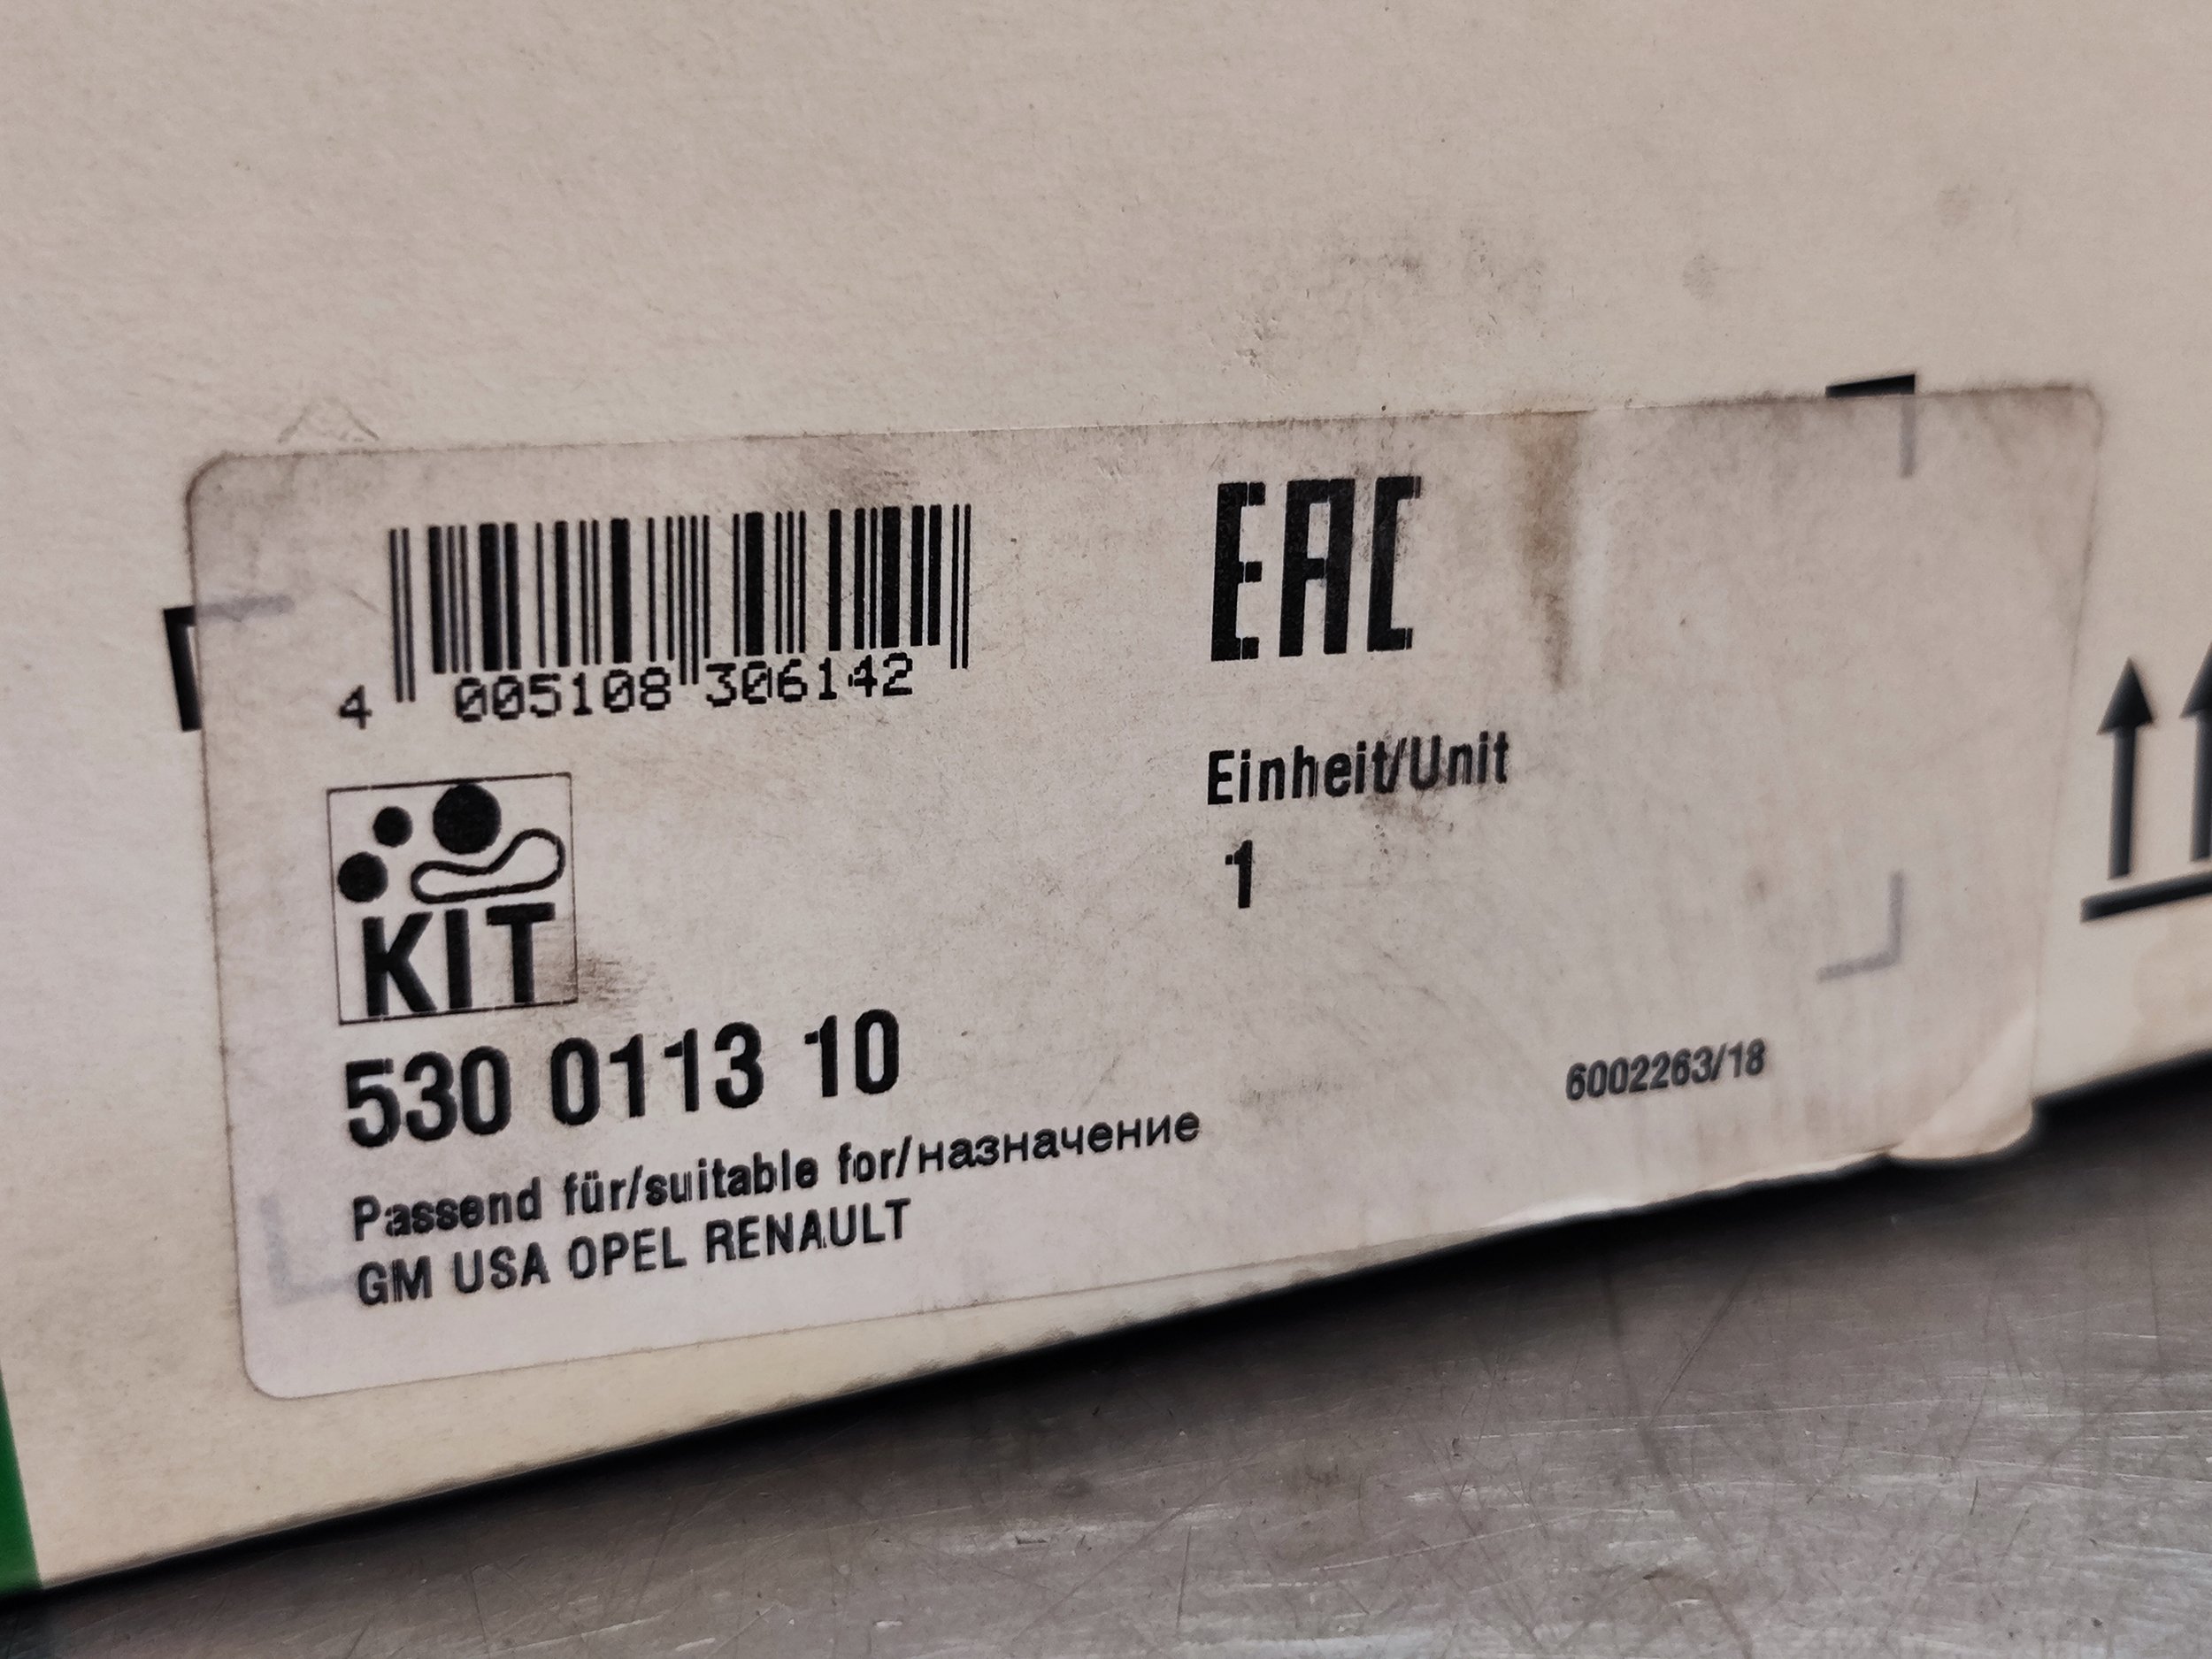 EAC
4 005108 306142
Einheit/Unit
1
KIT
530 0113 10
6002263/18
Passend für/suitable for/назначение
GM USA OPEL RENAULT